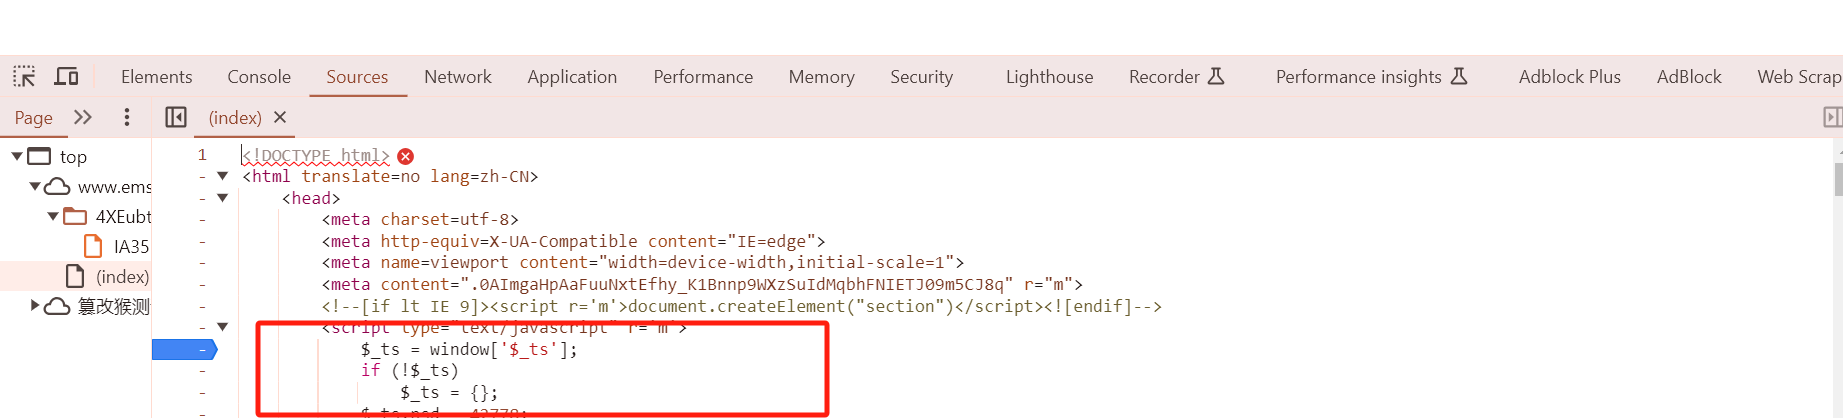 Elements Console Sources Network Application Performance Memory Security Lighthouse Recorder Performance insights Adblock Plus AdBlock Web Scrap
Page (index)
top
www.ems
4XEubt
IA35
(index)
篡改猴测
1 <!DOCTYPE html>
- <html translate=no lang=zh-CN>
- <head>
- <meta charset=utf-8>
- <meta http-equiv=X-UA-Compatible content="IE=edge">
- <meta name=viewport content="width=device-width,initial-scale=1">
- <meta content=".0AImgaHpAaFuuNxtEfhy_K1Bnnp9WXzSuIdMqbhFNIETJ09m5CJ8q" r="m">
- <!--[if lt IE 9]><script r='m'>document.createElement("section")</script><![endif]-->
- <script type="text/javascript" r='m'>
- $_ts = window['$_ts'];
- if (!$_ts)
- $_ts = {};
- $_ts.nsd = 42778;